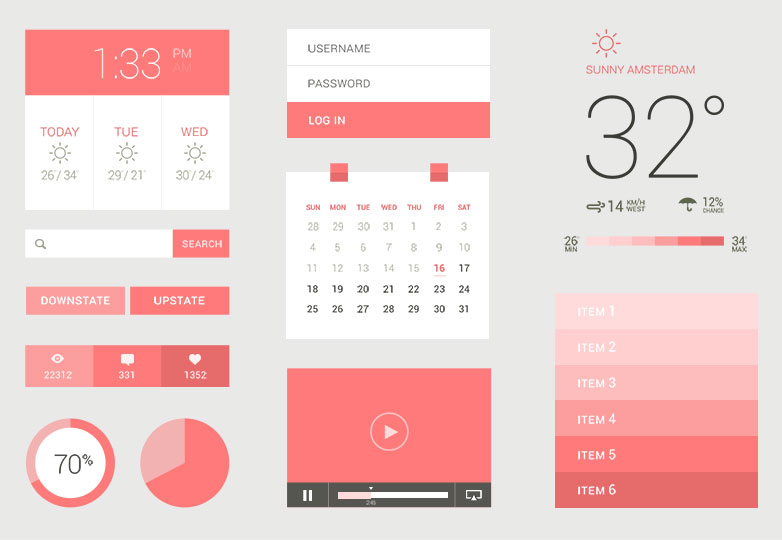 1:33 PM
AM
TODAY TUE WED
26 / 34° 29 / 21° 30 / 24°
SEARCH
DOWNSTATE UPSTATE
22312 331 1352
70%
USERNAME
PASSWORD
LOG IN
SUN MON TUE WED THU FRI SAT
28 29 30 31 1 2 3
4 5 6 7 8 9 10
11 12 13 14 15 16 17
18 19 20 21 22 23 24
25 26 27 28 29 30 31
2:46
SUNNY AMSTERDAM
32°
14 KM/H WEST 12% CHANCE
26° MIN 34° MAX
ITEM 1
ITEM 2
ITEM 3
ITEM 4
ITEM 5
ITEM 6